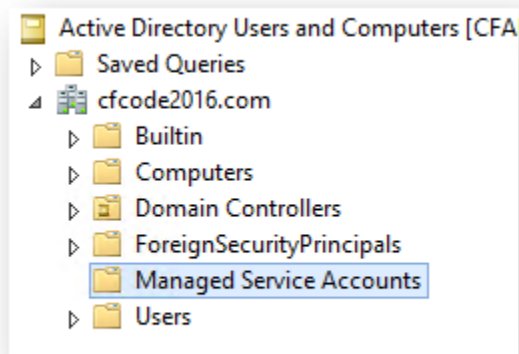 Active Directory Users and Computers [CFA
Saved Queries
cfcode2016.com
Builtin
Computers
Domain Controllers
ForeignSecurityPrincipals
Managed Service Accounts
Users